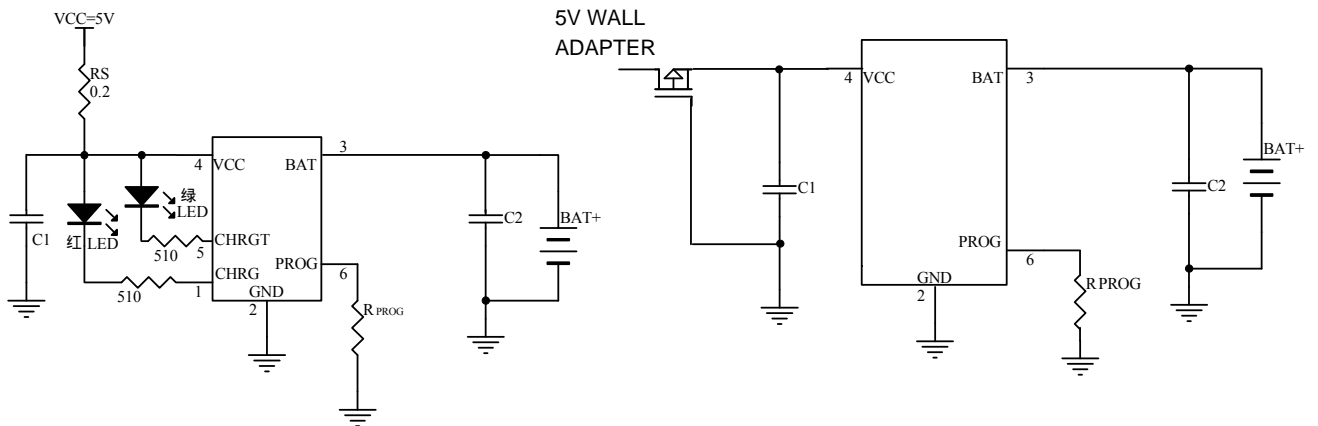 VCC=5V
RS
0.2
4
VCC
BAT
3
绿
LED
C1
红 LED
510
5
CHRGT
C2
BAT+
PROG
6
CHRG
510
1
GND
2
R PROG
5V WALL
ADAPTER
4
VCC
BAT
3
C1
C2
BAT+
PROG
6
GND
2
R PROG